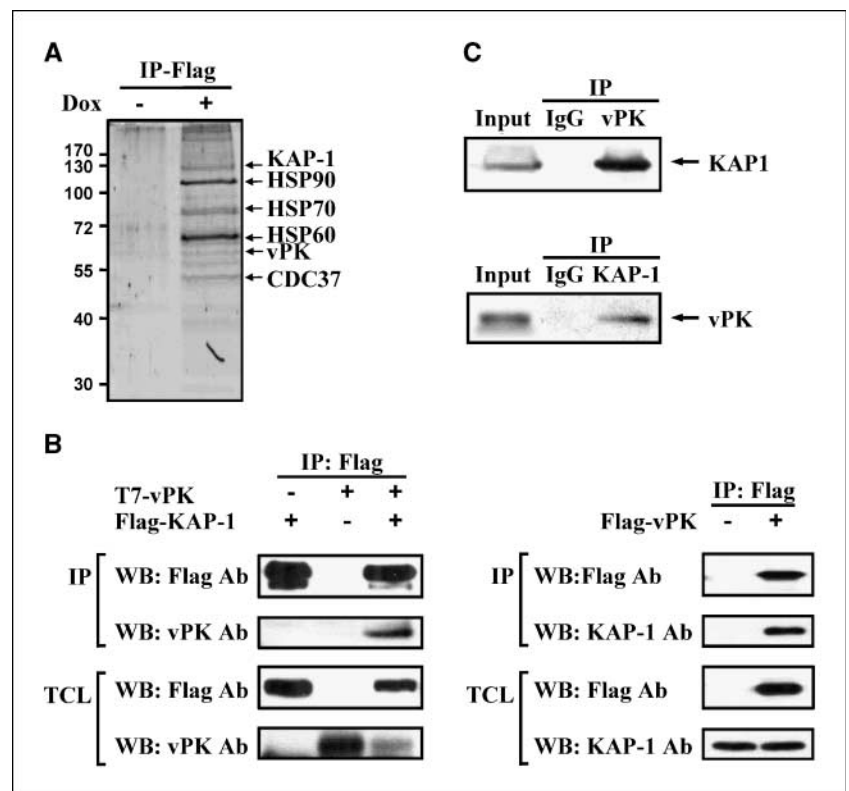 A
IP-Flag
Dox - +
170
130
100
72
55
40
30
KAP-1
HSP90
HSP70
HSP60
vPK
CDC37
C
IP
Input IgG vPK
KAP1
IP
Input IgG KAP-1
vPK
B
IP: Flag
T7-vPK - + +
Flag-KAP-1 + - +
IP
WB: Flag Ab
WB: vPK Ab
TCL
WB: Flag Ab
WB: vPK Ab
IP: Flag
Flag-vPK - +
IP
WB:Flag Ab
WB: KAP-1 Ab
TCL
WB: Flag Ab
WB: KAP-1 Ab